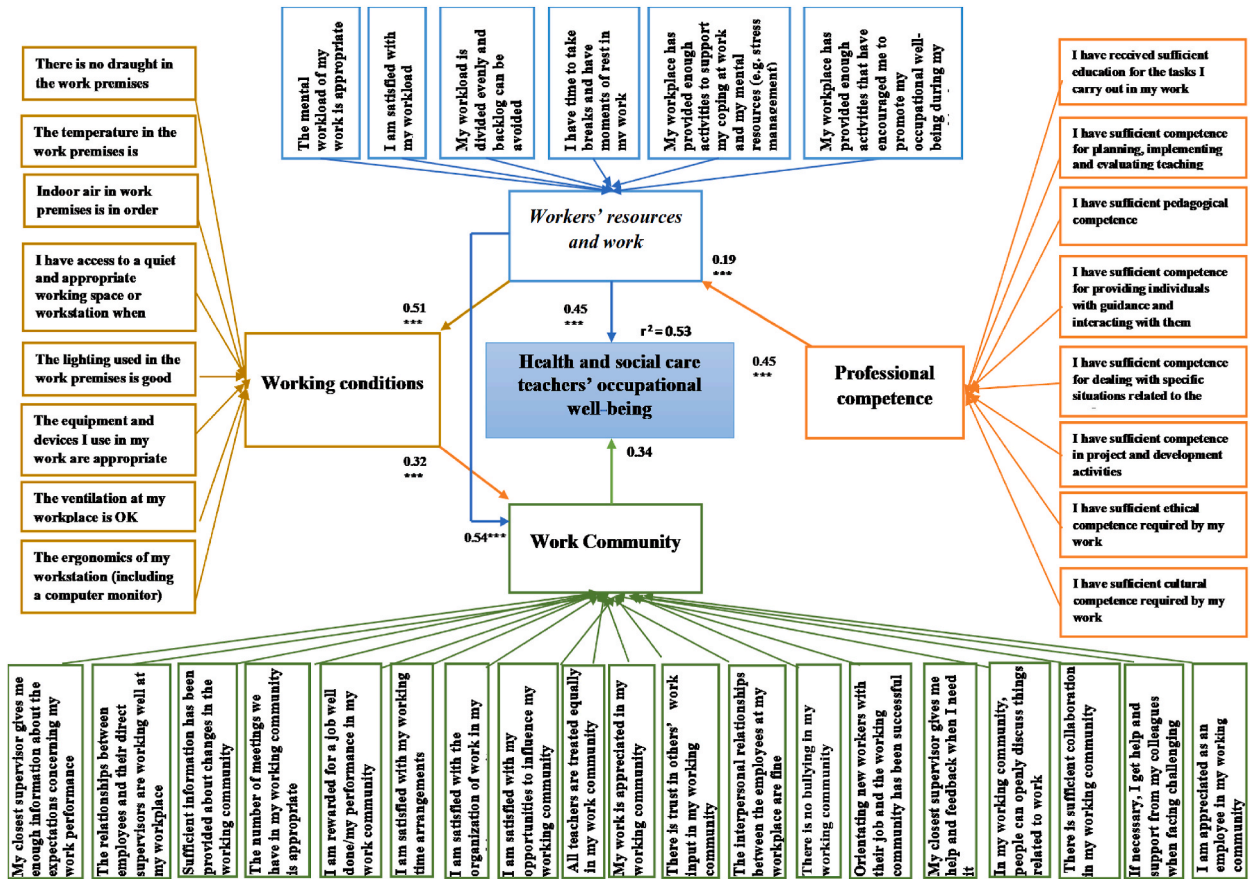 There is no draught in
the work premises
The temperature in the
work premises is
Indoor air in work
premises is in order
I have access to a quiet
and appropriate
working space or
workstation when
The lighting used in the
work premises is good
The equipment and
devices I use in my
work are appropriate
The ventilation at my
workplace is OK
The ergonomics of my
workstation (including
a computer monitor)
The mental
workload of my
work is appropriate
I am satisfied with
my workload
My workload is
divided evenly and
backlog can be
avoided
I have time to take
breaks and have
moments of rest in
my work
My workplace has
provided enough
activities to support
my coping at work
and my mental
resources (e.g. stress
management)
My workplace has
provided enough
activities that have
encouraged me to
promote my
occupational well-
being during my
I have received sufficient
education for the tasks I
carry out in my work
I have sufficient competence
for planning, implementing
and evaluating teaching
I have sufficient pedagogical
competence
I have sufficient competence
for providing individuals
with guidance and
interacting with them
I have sufficient competence
for dealing with specific
situations related to the
I have sufficient competence
in project and development
activities
I have sufficient ethical
competence required by my
work
I have sufficient cultural
competence required by my
work
Workers' resources
and work
0.19
***
0.51
***
0.45
***
r² = 0.53
Working conditions
Health and social care
teachers' occupational
well-being
0.45
***
Professional
competence
0.32
***
0.34
0.54***
Work Community
My closest supervisor gives me
enough information about the
expectations concerning my
work performance
The relationships between
employees and their direct
supervisors are working well at
my workplace
Sufficient information has been
provided about changes in the
working community
The number of meetings we
have in my working community
is appropriate
I am rewarded for a job well
done/my performance in my
work community
I am satisfied with my working
time arrangements
I am satisfied with the
organization of work in my
I am satisfied with my
opportunities to influence my
working community
All teachers are treated equally
in my work community
My work is appreciated in my
working community
There is trust in others' work
input in my working
community
The interpersonal relationships
between the employees at my
workplace are fine
There is no bullying in my
working community
Orientating new workers with
their job and the working
community has been successful
My closest supervisor gives me
help and feedback when I need
it
In my working community,
people can openly discuss things
related to work
There is sufficient collaboration
in my working community
If necessary, I get help and
support from my colleagues
when facing challenging
I am appreciated as an
employee in my working
community